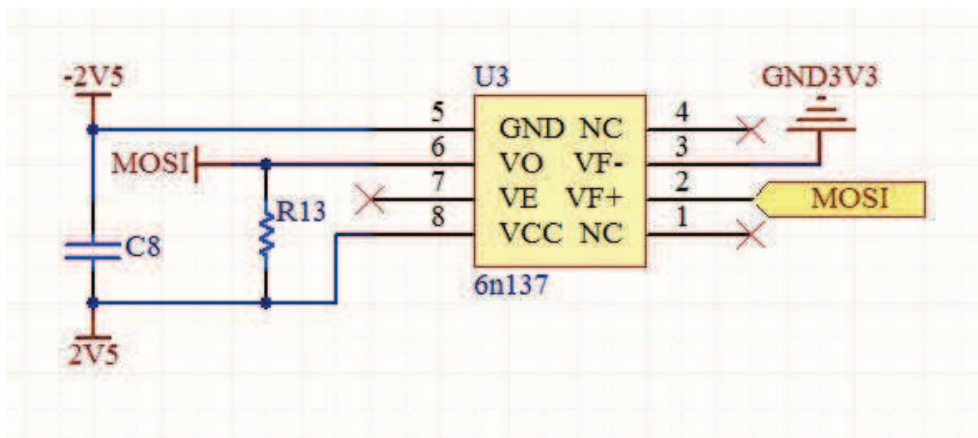 -2V5
U3
GND3V3
5
GND NC
4
MOSI
6
VO VF-
3
7
VE VF+
2
MOSI
R13
8
VCC NC
1
C8
6n137
2V5